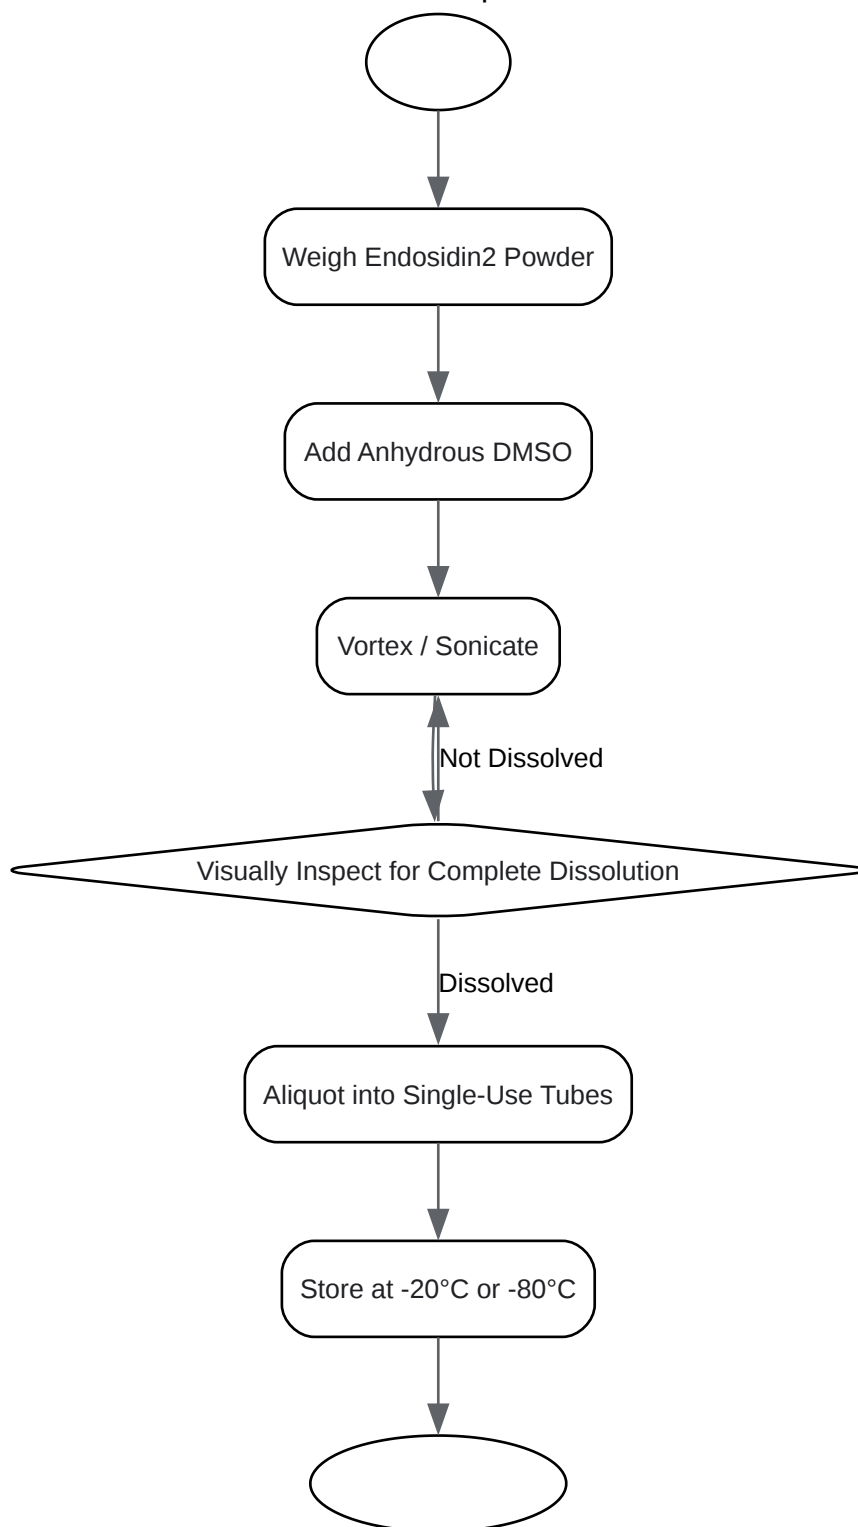 Weigh Endosidin2 Powder
Add Anhydrous DMSO
Vortex / Sonicate
Not Dissolved
Visually Inspect for Complete Dissolution
Dissolved
Aliquot into Single-Use Tubes
Store at -20°C or -80°C